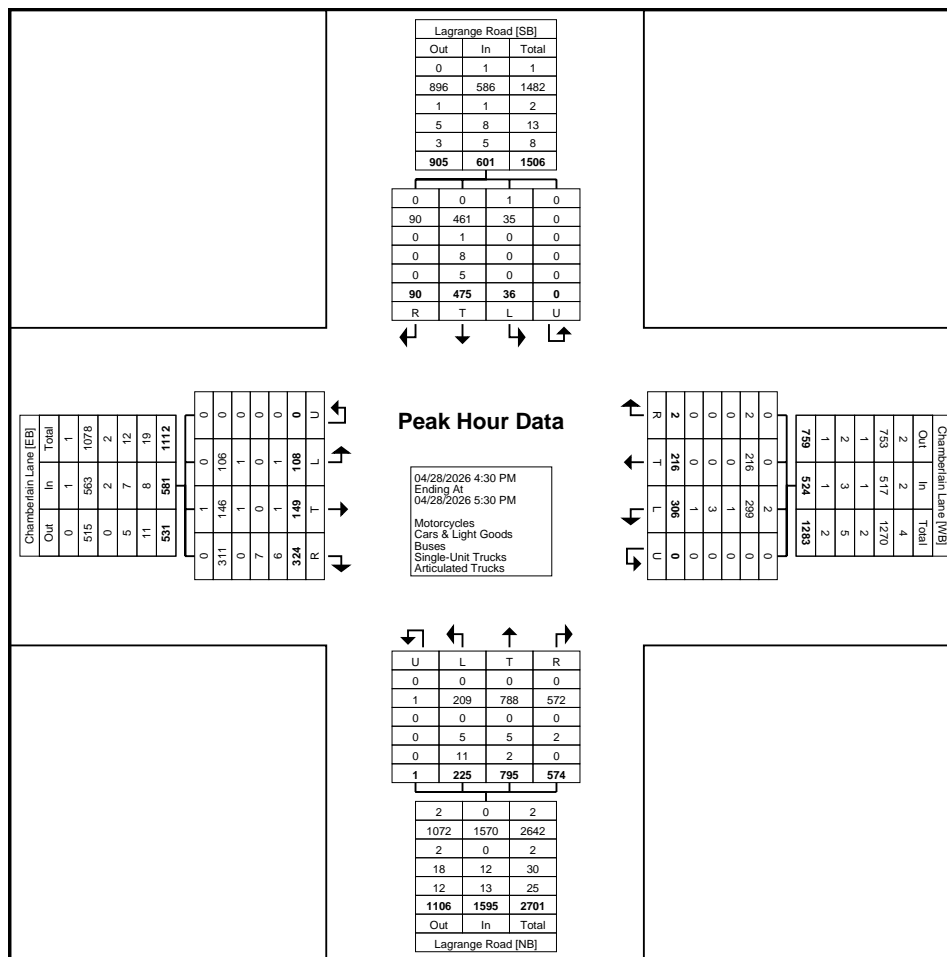 Lagrange Road [SB]
Out In Total
0 1 1
896 586 1482
1 1 2
5 8 13
3 5 8
905 601 1506
0 0 1 0
90 461 35 0
0 1 0 0
0 8 0 0
0 5 0 0
90 475 36 0
R T L U
Chamberlain Lane [EB]
Out In Total
0 1 1
515 563 1078
0 2 2
5 7 12
11 8 19
531 581 1112
0 1 0 0
311 146 106 0
0 1 1 0
7 0 0 0
6 1 1 0
324 149 108 0
R T L U
Peak Hour Data
04/28/2026 4:30 PM
Ending At
04/28/2026 5:30 PM
Motorcycles
Cars & Light Goods
Buses
Single-Unit Trucks
Articulated Trucks
Chamberlain Lane [WB]
Out In Total
2 2 4
753 517 1270
1 1 2
2 3 5
1 1 2
759 524 1283
0 0 2 0
2 216 299 0
0 0 1 0
0 0 3 0
0 0 1 0
2 216 306 0
R T L U
U L T R
0 0 0 0
1 209 788 572
0 0 0 0
0 5 5 2
0 11 2 0
1 225 795 574
2 0 2
1072 1570 2642
2 0 2
18 12 30
12 13 25
1106 1595 2701
Out In Total
Lagrange Road [NB]